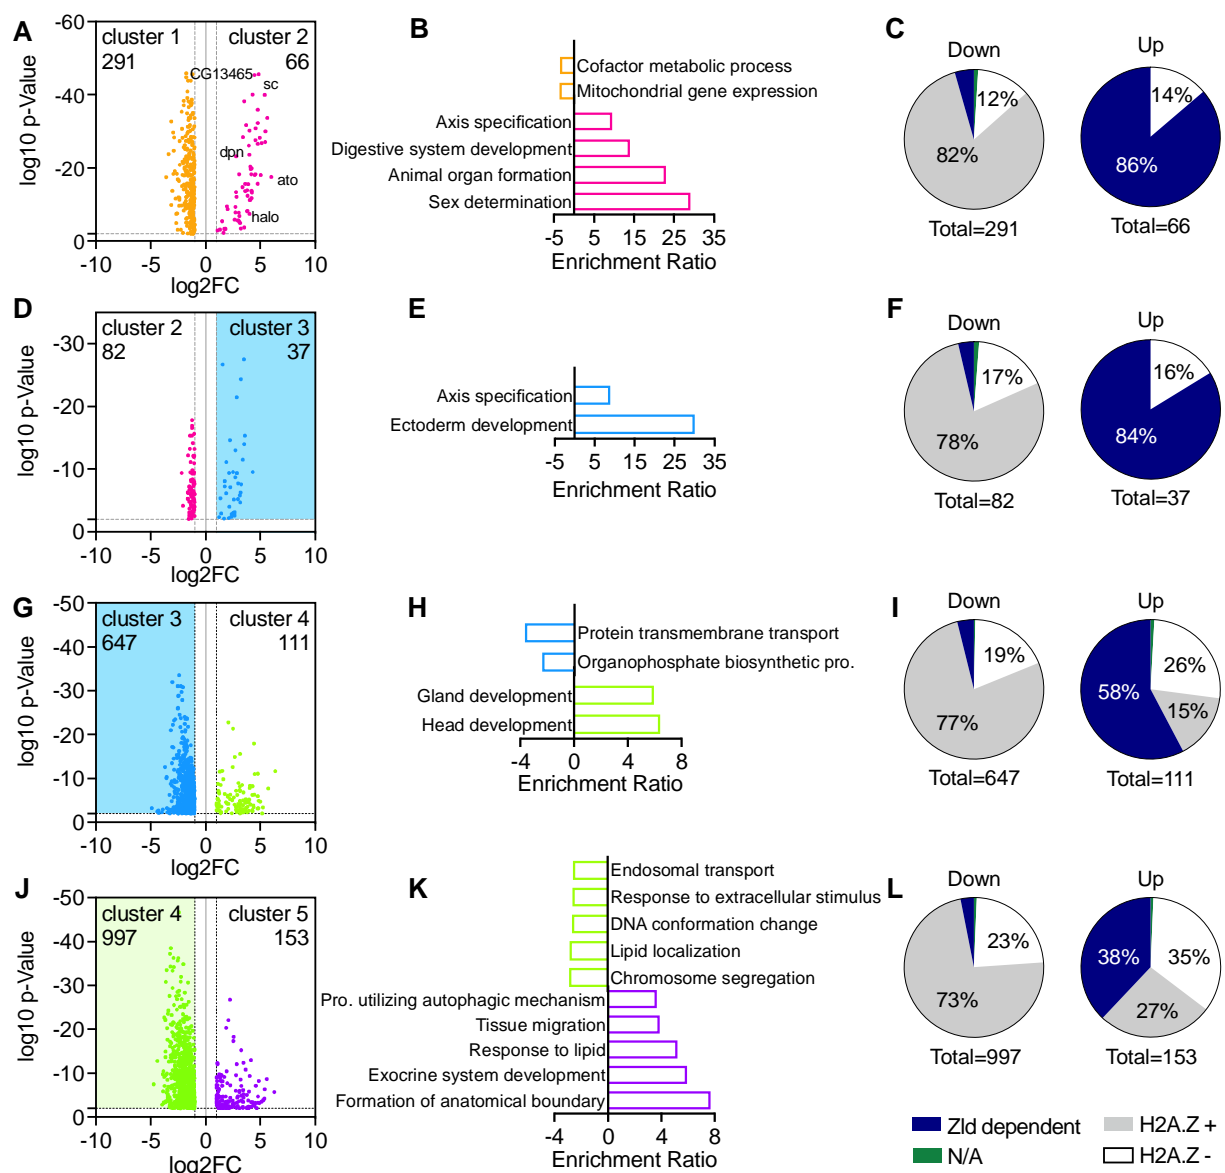 A
-60
-40
-20
0
log10 p-Value
cluster 1
291
cluster 2
66
CG13465
sc
dpn
ato
halo
-10
-5
0
5
10
log2FC
B
Cofactor metabolic process
Mitochondrial gene expression
Axis specification
Digestive system development
Animal organ formation
Sex determination
-5
5
15
25
35
Enrichment Ratio
C
Down
12%
82%
Total=291
Up
14%
86%
Total=66
D
-30
-20
-10
0
log10 p-Value
cluster 2
82
cluster 3
37
-10
-5
0
5
10
log2FC
E
Axis specification
Ectoderm development
-5
5
15
25
35
Enrichment Ratio
F
Down
17%
78%
Total=82
Up
16%
84%
Total=37
G
-50
-40
-30
-20
-10
0
log10 p-Value
cluster 3
647
cluster 4
111
-10
-5
0
5
10
log2FC
H
Protein transmembrane transport
Organophosphate biosynthetic pro.
Gland development
Head development
-4
0
4
8
Enrichment Ratio
I
Down
19%
77%
Total=647
Up
26%
58%
15%
Total=111
J
-50
-40
-30
-20
-10
0
log10 p-Value
cluster 4
997
cluster 5
153
-10
-5
0
5
10
log2FC
K
Endosomal transport
Response to extracellular stimulus
DNA conformation change
Lipid localization
Chromosome segregation
Pro. utilizing autophagic mechanism
Tissue migration
Response to lipid
Exocrine system development
Formation of anatomical boundary
-4
0
4
8
Enrichment Ratio
L
Down
23%
73%
Total=997
Up
38%
35%
27%
Total=153
Zld dependent
N/A
H2A.Z +
H2A.Z -